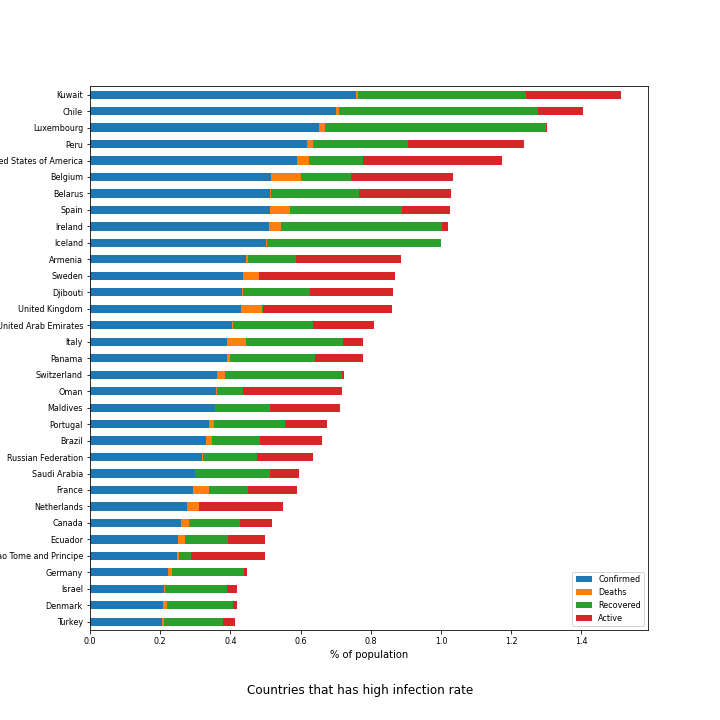 Kuwait
Chile
Luxembourg
Peru
ed States of America
Belgium
Belarus
Spain
Ireland
Iceland
Armenia
Sweden
Djibouti
United Kingdom
United Arab Emirates
Italy
Panama
Switzerland
Oman
Maldives
Portugal
Brazil
Russian Federation
Saudi Arabia
France
Netherlands
Canada
Ecuador
ao Tome and Principe
Germany
Israel
Denmark
Turkey
Confirmed
Deaths
Recovered
Active
0.0 0.2 0.4 0.6 0.8 1.0 1.2 1.4
% of population
Countries that has high infection rate